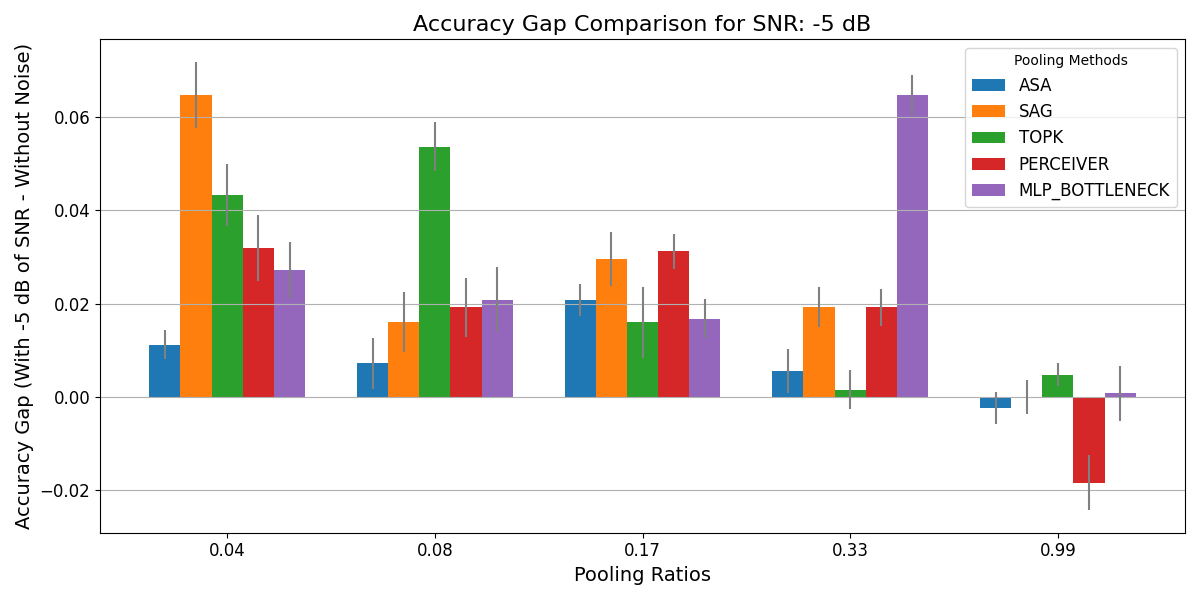 Accuracy Gap Comparison for SNR: -5 dB
Accuracy Gap (With -5 dB of SNR - Without Noise)
0.06
0.04
0.02
0.00
−0.02
Pooling Methods
ASA
SAG
TOPK
PERCEIVER
MLP_BOTTLENECK
0.04 0.08 0.17 0.33 0.99
Pooling Ratios